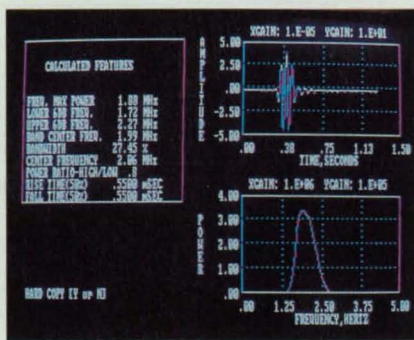 CALCULATED FEATURES
FREQ. MAX POWER 1.88 MHz
LOWER 6DB FREQ. 1.72 MHz
UPPER 6DB FREQ. 2.27 MHz
BAND CENTER FREQ. 1.99 MHz
BANDWIDTH 27.45 %
CENTER FREQUENCY 2.06 MHz
POWER RATIO-HIGH/LOW .8
RISE TIME(50%) .5500 mSEC
FALL TIME(50%) .5500 mSEC
HARD COPY [Y or N]
XGAIN: 1.E-05 YGAIN: 1.E+01
AMPLITUDE
5.00
2.50
.00
-2.50
-5.00
.00 .38 .75 1.13 1.50
TIME,SECONDS
XGAIN: 1.E+06 YGAIN: 1.E+05
POWER
4.00
3.00
2.00
1.00
.00
.00 1.25 2.50 3.75 5.00
FREQUENCY,HERTZ